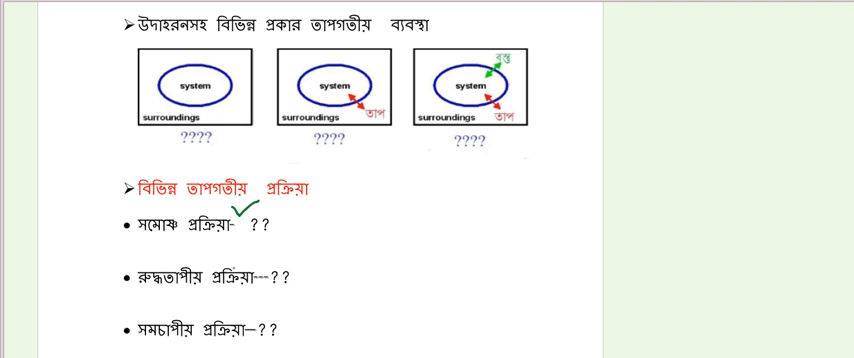 ➢ উদাহরনসহ বিভিন্ন প্রকার তাপগতীয় ব্যবস্থা
system
surroundings
????
system
তাপ
surroundings
????
বস্তু
system
তাপ
surroundings
????
➢ বিভিন্ন তাপগতীয় প্রক্রিয়া
• সমোষ্ণ প্রক্রিয়া- ??
• রুদ্ধতাপীয় প্রক্রিয়া---??
• সমচাপীয় প্রক্রিয়া—??